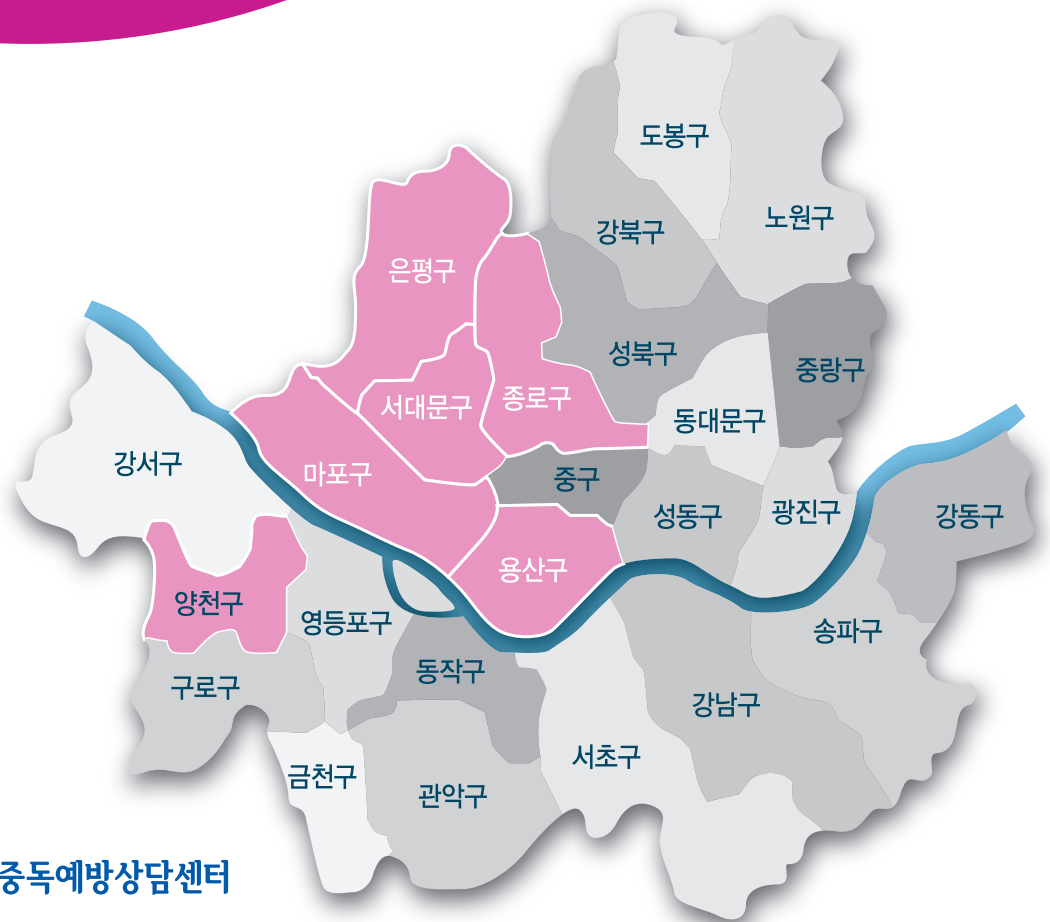 도봉구
노원구
강북구
은평구
성북구
중랑구
서대문구
종로구
동대문구
강서구
마포구
중구
성동구
광진구
강동구
용산구
양천구
영등포구
송파구
동작구
구로구
강남구
서초구
금천구
관악구
중독예방상담센터